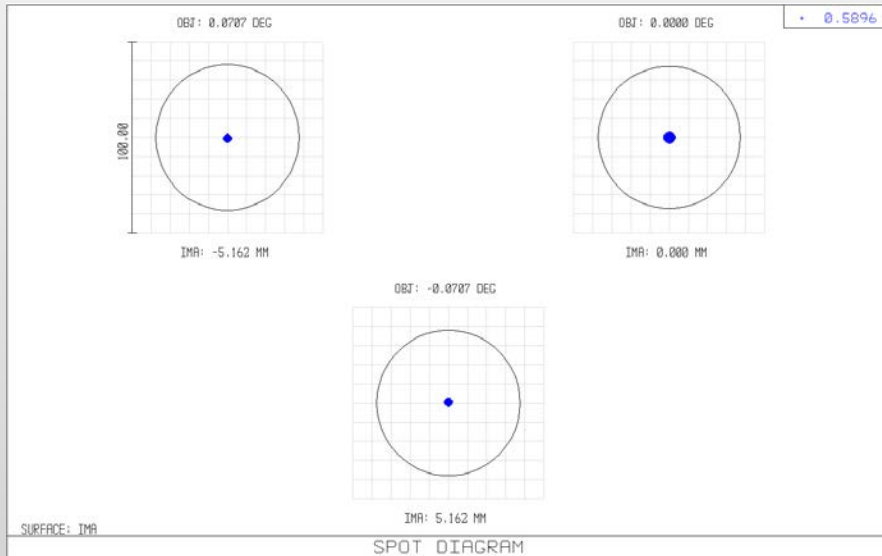 OBJ: 0.0707 DEG
OBJ: 0.0000 DEG
0.5896
100.00
IMA: -5.162 MM
IMA: 0.000 MM
OBJ: -0.0707 DEG
IMA: 5.162 MM
SURFACE: IMA
SPOT DIAGRAM